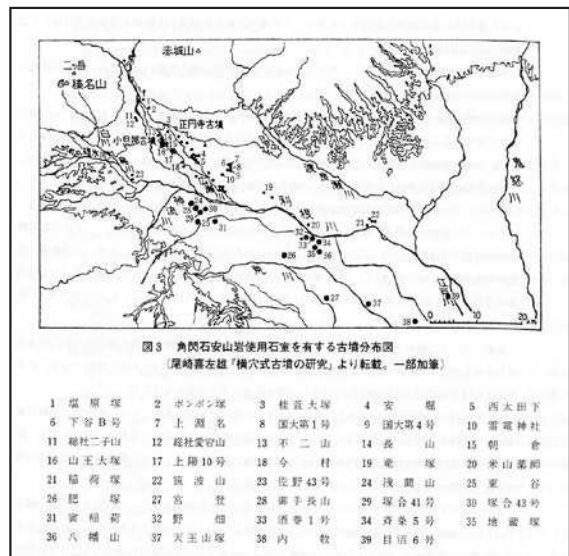 赤城山
二ツ岳
榛名山
正円寺古墳
小旦那古墳
利根川
鬼怒川
図3 角閃石安山岩使用石室を有する古墳分布図
(尾崎喜左雄『横穴式古墳の研究』より転載。一部加筆)
1 塩原塚 2 ポンポン塚 3 桂萱大塚 4 安堀 5 西太田下
6 下谷B号 7 上淵名 8 国大第1号 9 国大第4号 10 雷電神社
11 総社二子山 12 総社愛宕山 13 不二山 14 長山 15 朝倉
16 山王大塚 17 上陽10号 18 今村 19 竜塚 20 米山薬師
21 稲荷塚 22 筑波山 23 佐野43号 24 浅間山 25 東谷
26 肥塚 27 宮登 28 御手長山 29 塚合41号 30 塚合43号
31 寅稲荷 32 野畑 33 酒巻1号 34 斉条5号 35 地蔵塚
36 八幡山 37 天王山塚 38 内牧 39 目沼6号